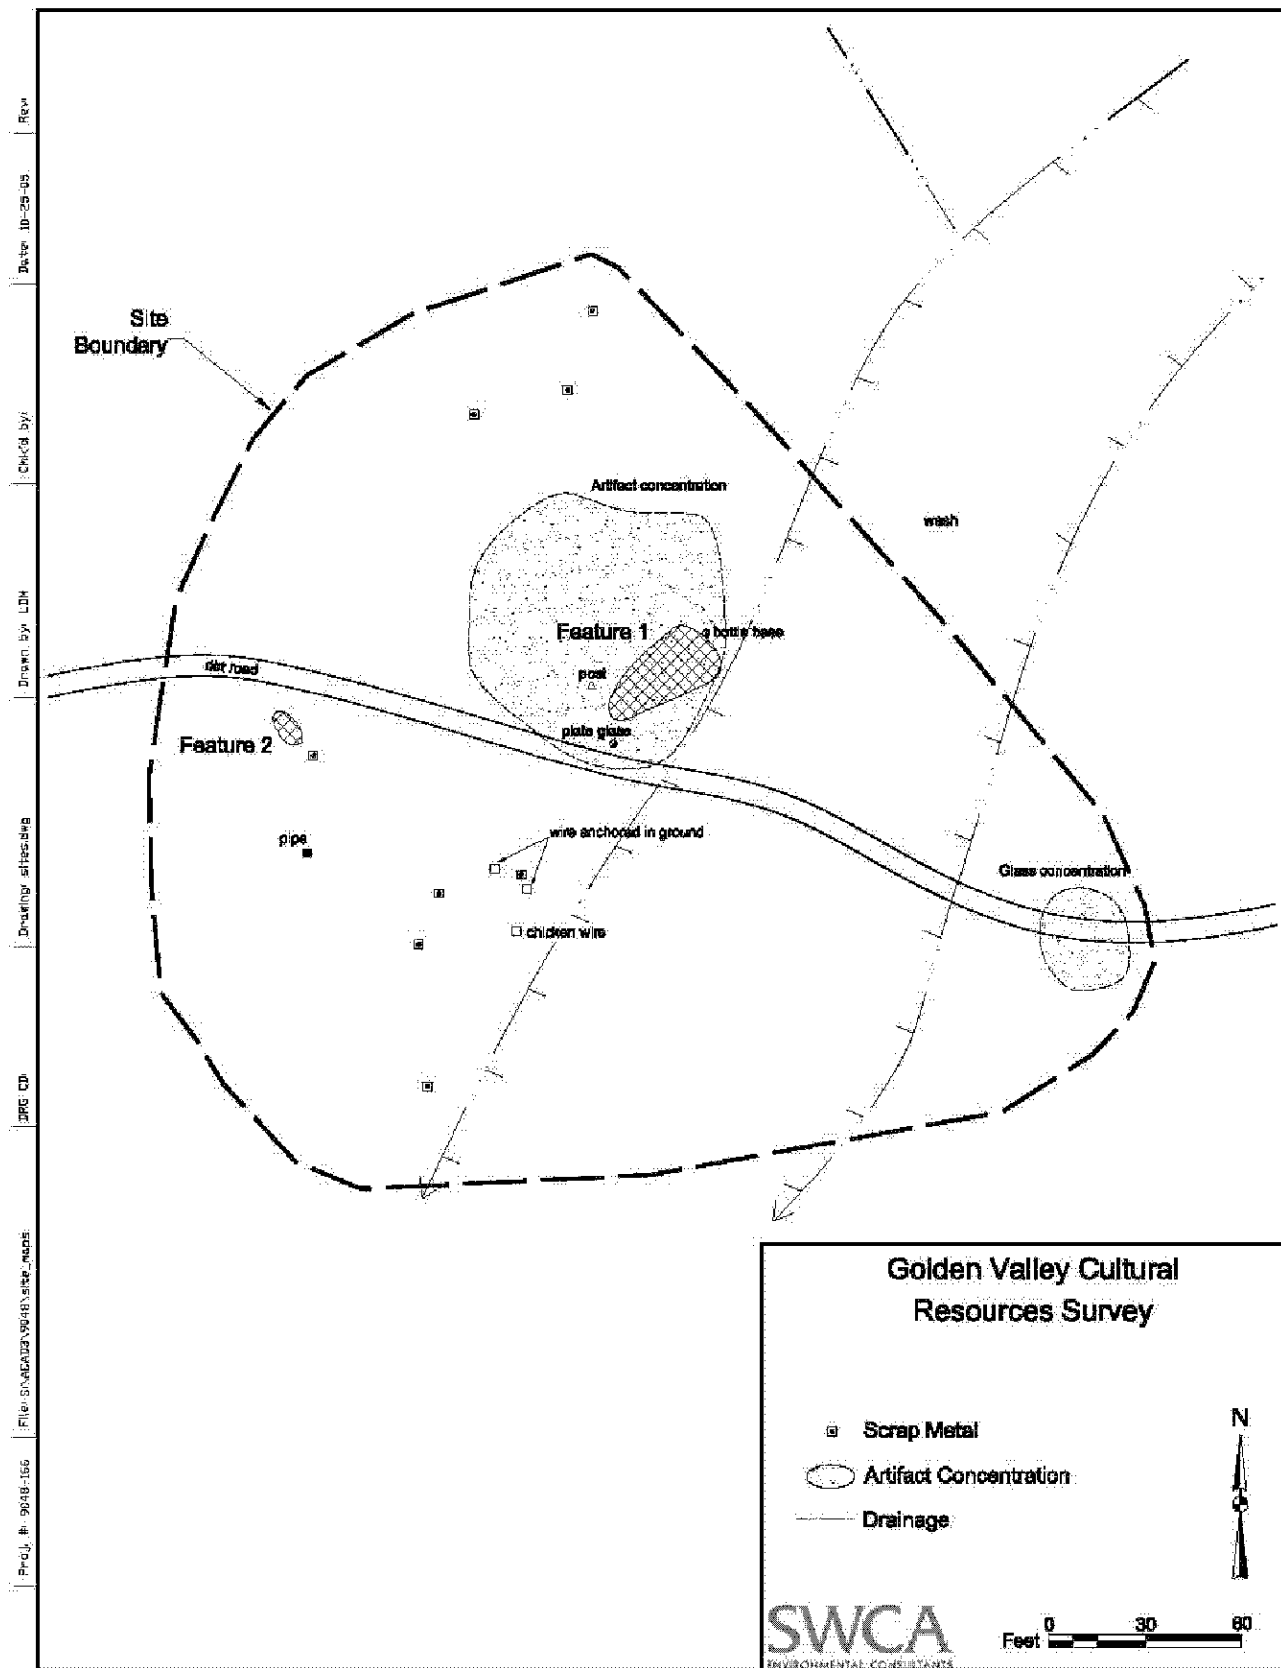 Site
Boundary
Artifact concentration
wash
Feature 1
bottle base
post
dirt road
plate glass
Feature 2
wire anchored in ground
pipe
Glass concentration
chicken wire
Golden Valley Cultural
Resources Survey
Scrap Metal
Artifact Concentration
Drainage
N
SWCA
ENVIRONMENTAL CONSULTANTS
Feet 0 30 60
Proj. #: 9048-166
DRG: CDi
Drawing: sites.dwg
Drawn by: LDH
Chk'd by:
Date: 10-25-05
Rev: